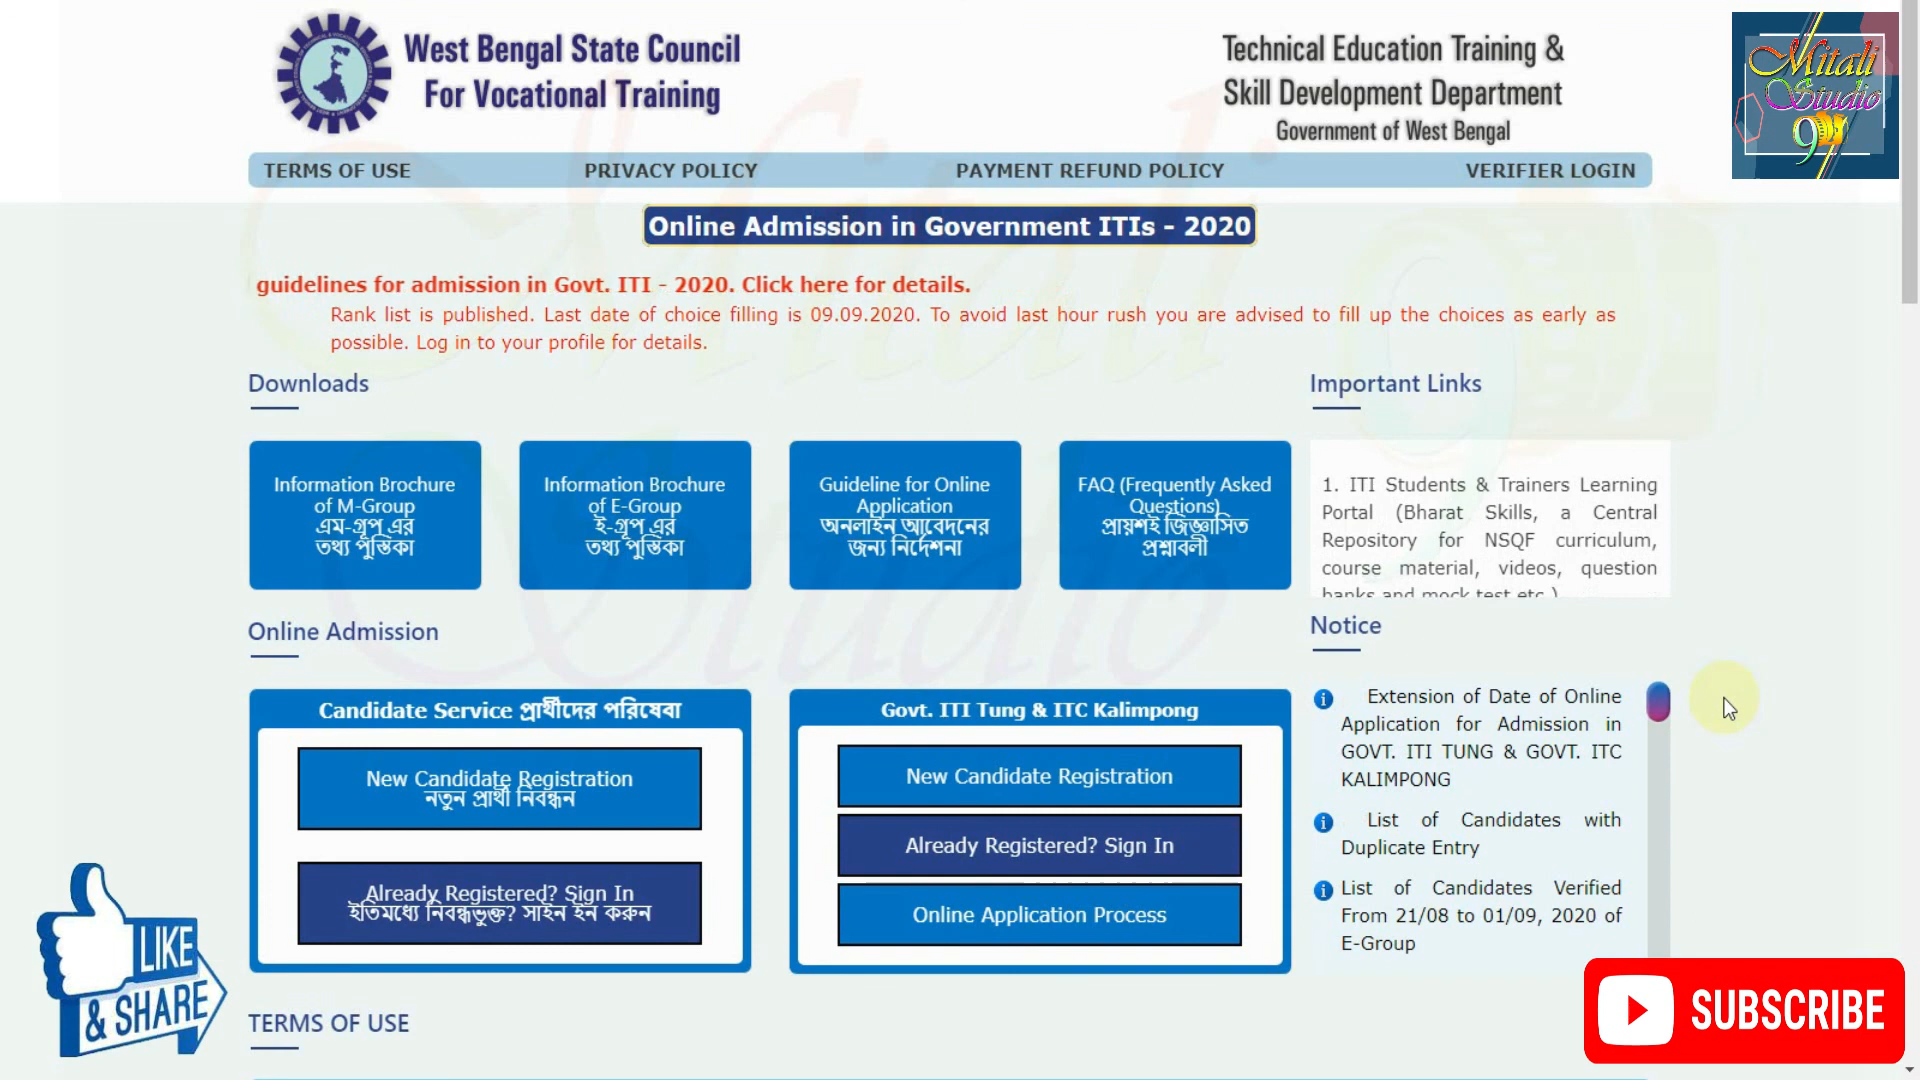 West Bengal State Council
For Vocational Training
Technical Education Training &
Skill Development Department
Government of West Bengal
Mitali
Studio
97
TERMS OF USE
PRIVACY POLICY
PAYMENT REFUND POLICY
VERIFIER LOGIN
Online Admission in Government ITIs - 2020
guidelines for admission in Govt. ITI - 2020. Click here for details.
Rank list is published. Last date of choice filling is 09.09.2020. To avoid last hour rush you are advised to fill up the choices as early as
possible. Log in to your profile for details.
Downloads
Information Brochure
of M-Group
এম-গ্রূপ এর
তথ্য পুস্তিকা
Information Brochure
of E-Group
ই-গ্রূপ এর
তথ্য পুস্তিকা
Guideline for Online
Application
অনলাইন আবেদনের
জন্য নির্দেশনা
FAQ (Frequently Asked
Questions)
প্রায়শই জিজ্ঞাসিত
প্রশ্নাবলী
Important Links
1. ITI Students & Trainers Learning
Portal (Bharat Skills, a Central
Repository for NSQF curriculum,
course material, videos, question
banks and mock test etc.)
Online Admission
Candidate Service প্রার্থীদের পরিষেবা
New Candidate Registration
নতুন প্রার্থী নিবন্ধন
Already Registered? Sign In
ইতিমধ্যে নিবন্ধভুক্ত? সাইন ইন করুন
Govt. ITI Tung & ITC Kalimpong
New Candidate Registration
Already Registered? Sign In
Online Application Process
Notice
Extension of Date of Online
Application for Admission in
GOVT. ITI TUNG & GOVT. ITC
KALIMPONG
List of Candidates with
Duplicate Entry
List of Candidates Verified
From 21/08 to 01/09, 2020 of
E-Group
LIKE
& SHARE
TERMS OF USE
SUBSCRIBE